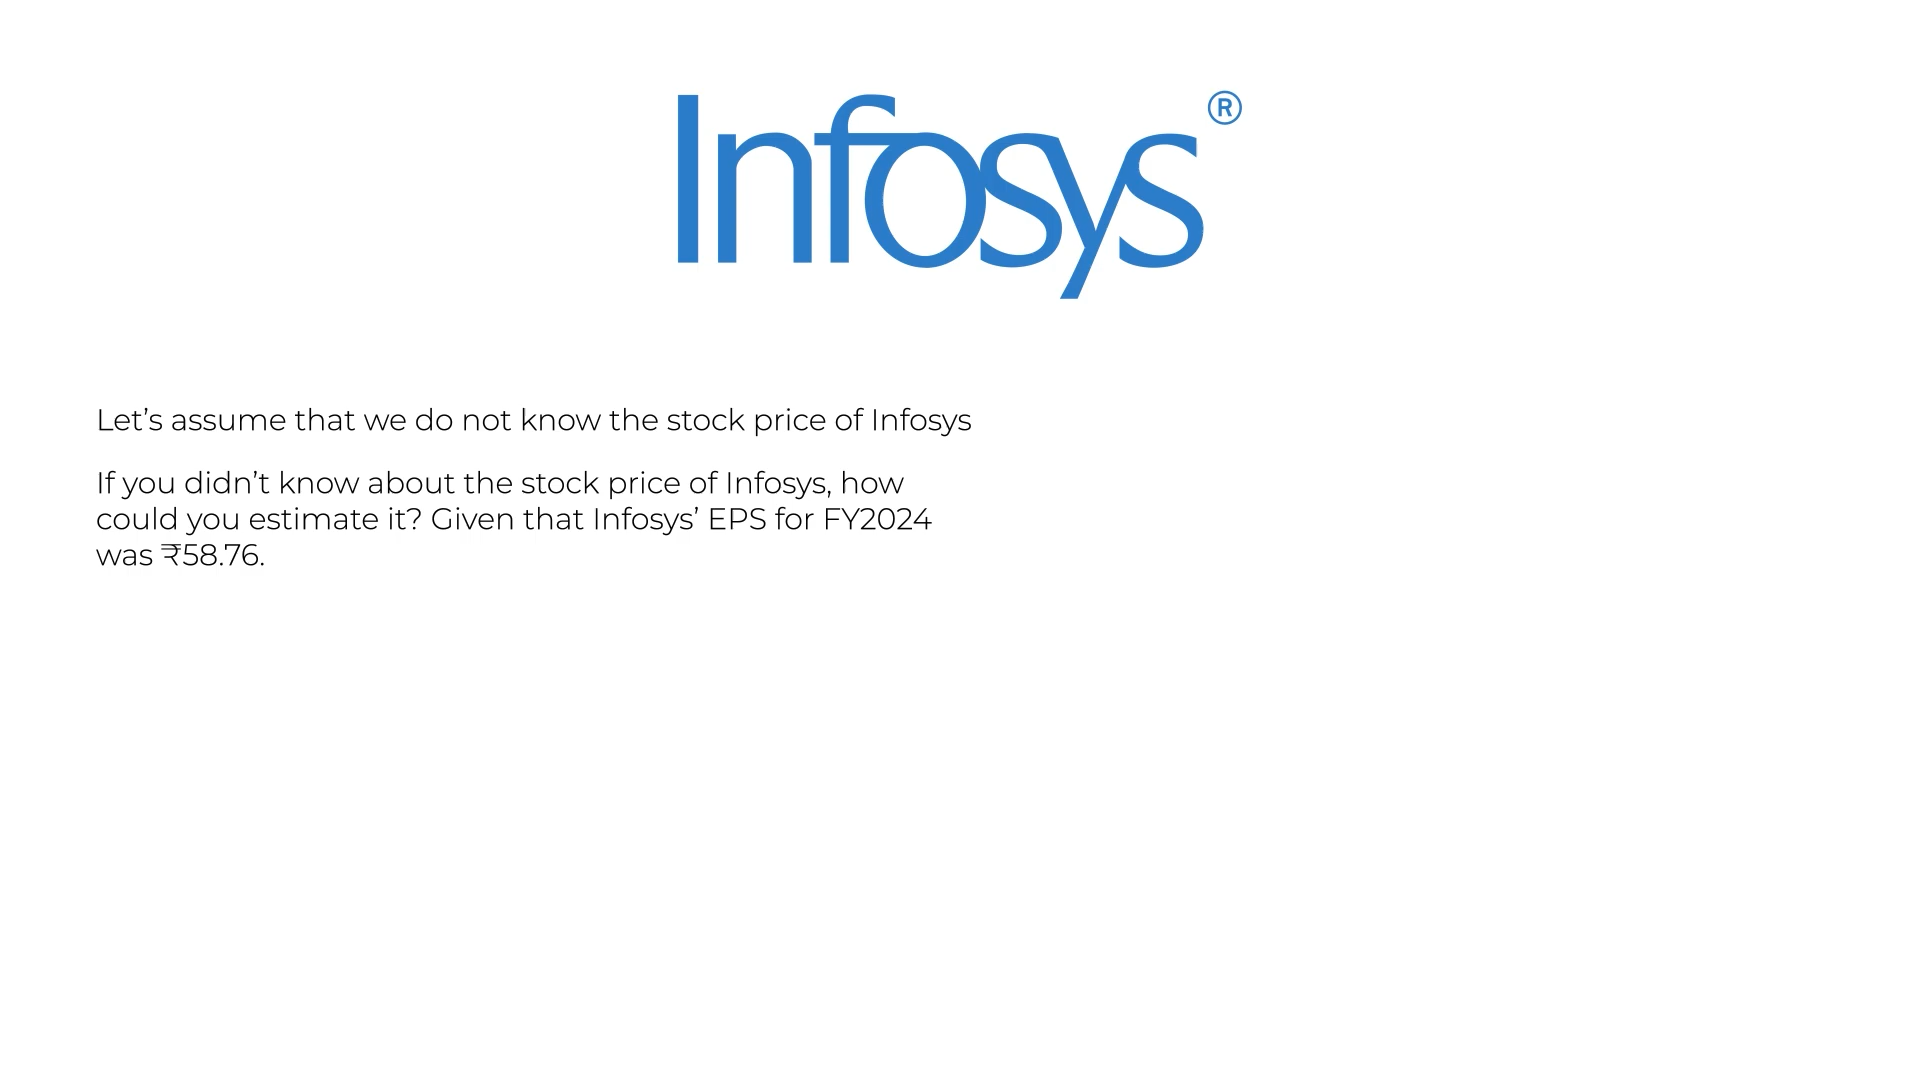 Infosys®
Let’s assume that we do not know the stock price of Infosys
If you didn’t know about the stock price of Infosys, how
could you estimate it? Given that Infosys’ EPS for FY2024
was ₹58.76.